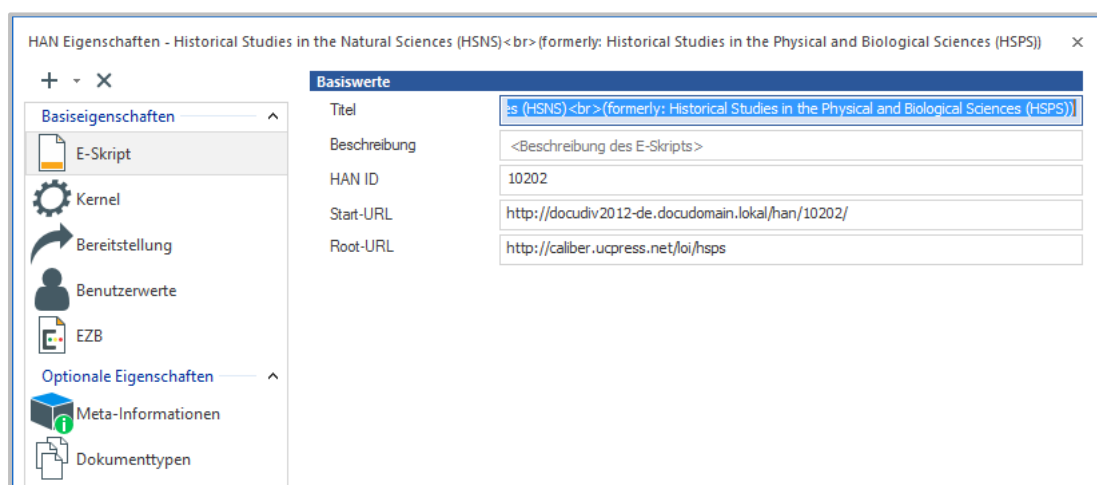 HAN Eigenschaften - Historical Studies in the Natural Sciences (HSNS)<br>(formerly: Historical Studies in the Physical and Biological Sciences (HSPS))
Basiswerte
Basiseigenschaften
E-Skript
Kernel
Bereitstellung
Benutzerwerte
EZB
Optionale Eigenschaften
Meta-Informationen
Dokumenttypen
Titel es (HSNS)<br>(formerly: Historical Studies in the Physical and Biological Sciences (HSPS))
Beschreibung <Beschreibung des E-Skripts>
HAN ID 10202
Start-URL http://docudiv2012-de.docudomain.lokal/han/10202/
Root-URL http://caliber.ucpress.net/loi/hsps